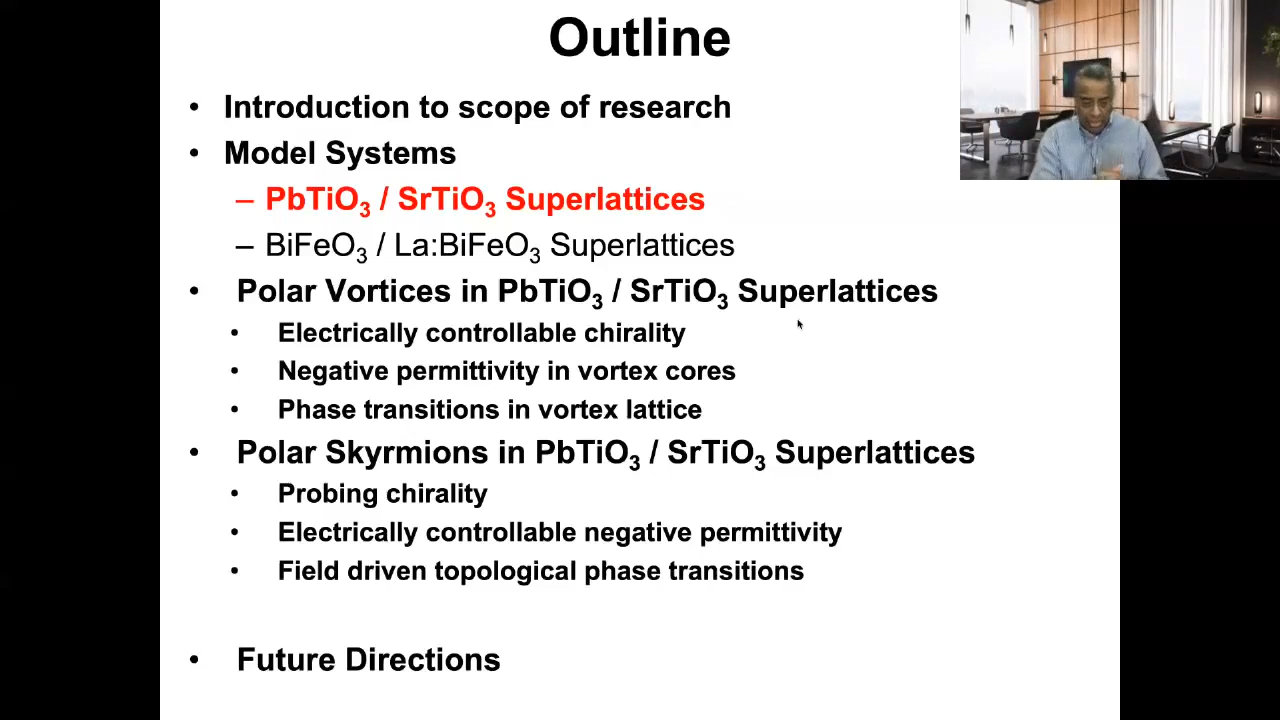 Outline
• Introduction to scope of research
• Model Systems
– PbTiO₃ / SrTiO₃ Superlattices
– BiFeO₃ / La:BiFeO₃ Superlattices
• Polar Vortices in PbTiO₃ / SrTiO₃ Superlattices
• Electrically controllable chirality
• Negative permittivity in vortex cores
• Phase transitions in vortex lattice
• Polar Skyrmions in PbTiO₃ / SrTiO₃ Superlattices
• Probing chirality
• Electrically controllable negative permittivity
• Field driven topological phase transitions
• Future Directions